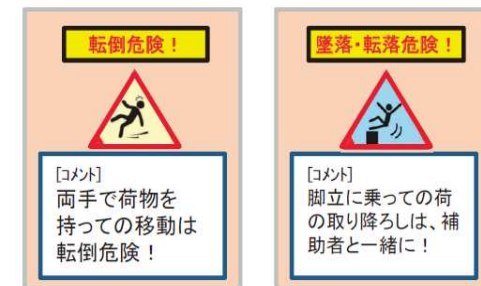 転倒危険！
[コメント]
両手で荷物を
持っての移動は
転倒危険！
墜落・転落危険！
[コメント]
脚立に乗っての荷
の取り降ろしは、補
助者と一緒に！